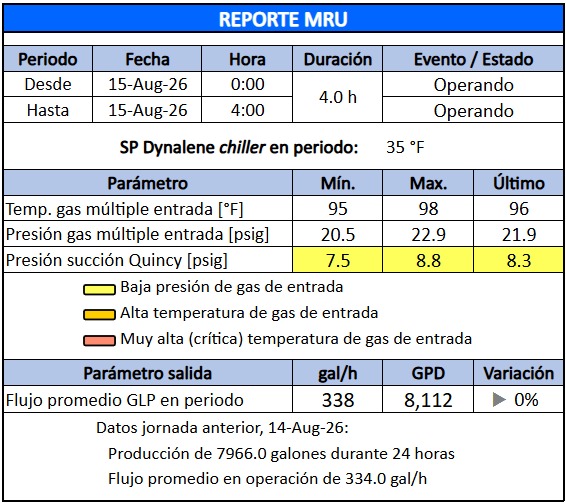 REPORTE MRU
Periodo Fecha Hora Duración Evento / Estado
Desde 15-Aug-26 0:00 4.0 h Operando
Hasta 15-Aug-26 4:00 Operando
SP Dynalene chiller en periodo: 35 °F
Parámetro Mín. Max. Último
Temp. gas múltiple entrada [°F] 95 98 96
Presión gas múltiple entrada [psig] 20.5 22.9 21.9
Presión succión Quincy [psig] 7.5 8.8 8.3
Baja presión de gas de entrada
Alta temperatura de gas de entrada
Muy alta (crítica) temperatura de gas de entrada
Parámetro salida gal/h GPD Variación
Flujo promedio GLP en periodo 338 8,112 0%
Datos jornada anterior, 14-Aug-26:
Producción de 7966.0 galones durante 24 horas
Flujo promedio en operación de 334.0 gal/h